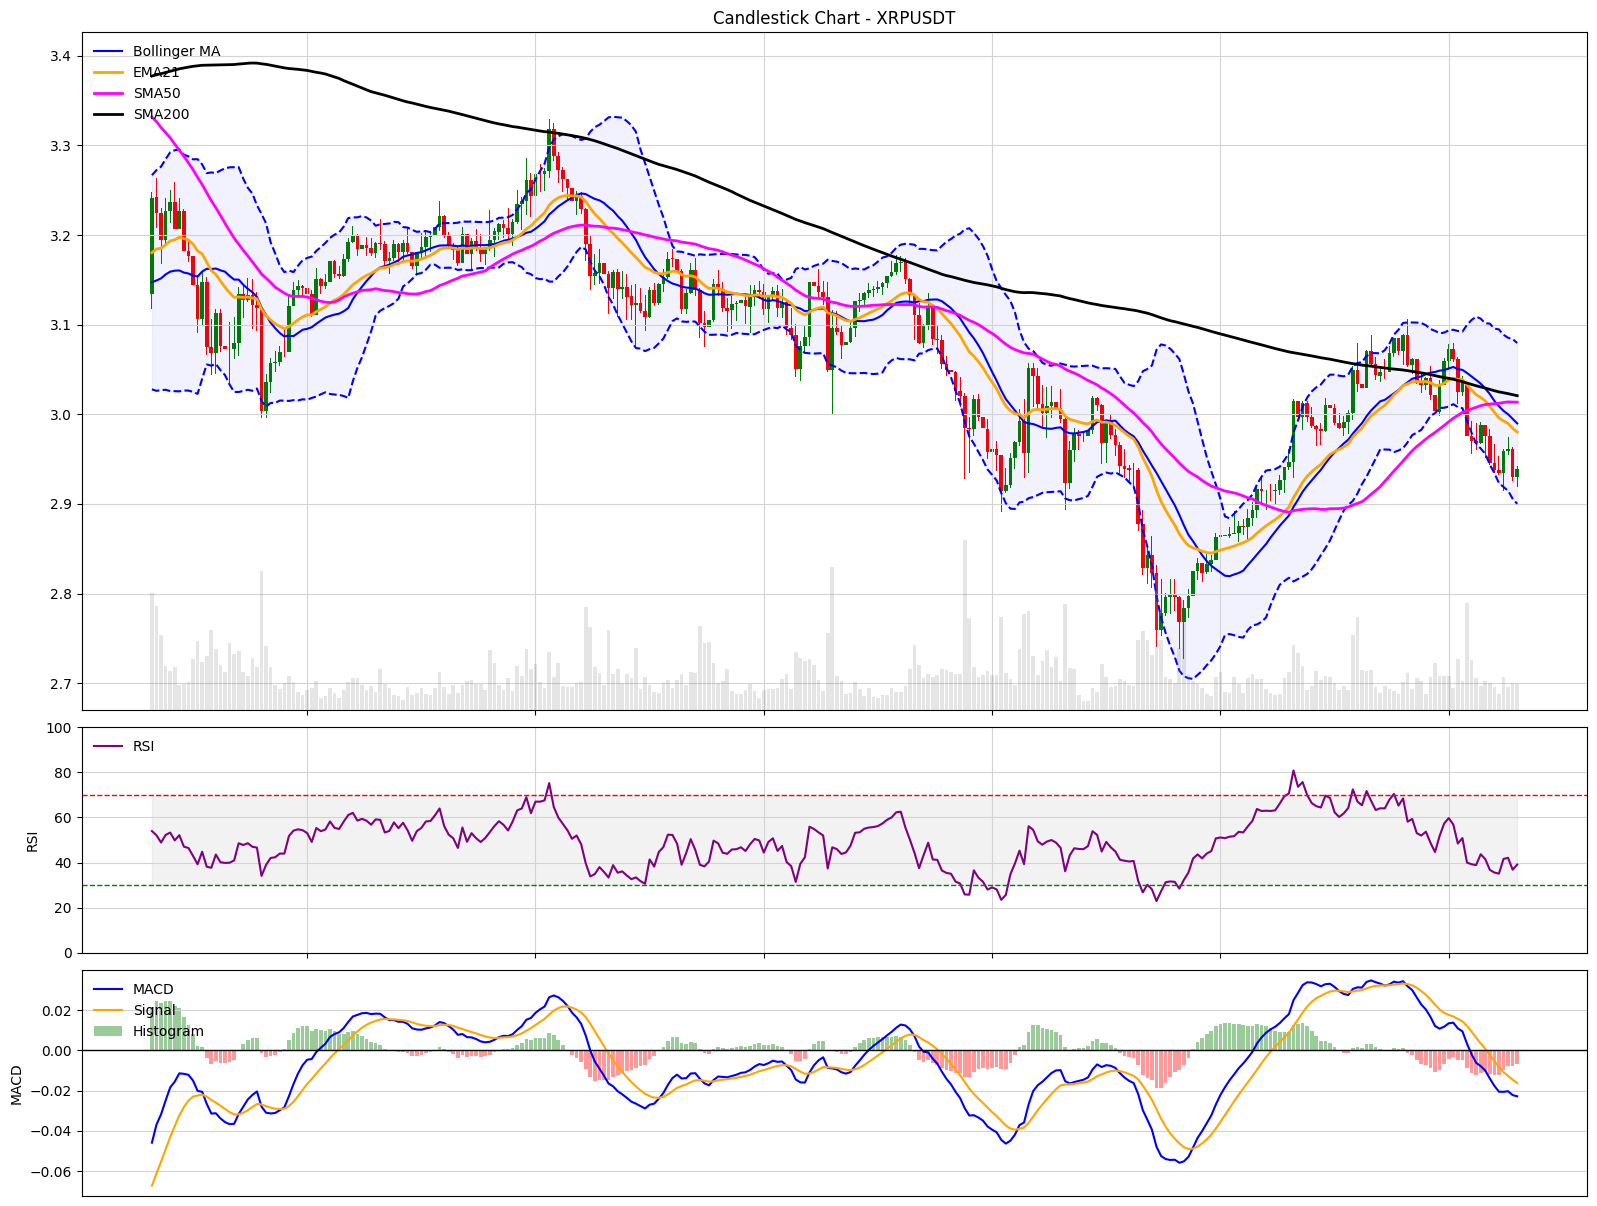 Candlestick Chart - XRPUSDT
Bollinger MA
EMA21
SMA50
SMA200
3.4
3.3
3.2
3.1
3.0
2.9
2.8
2.7
RSI
RSI
100
80
60
40
20
0
MACD
Signal
Histogram
MACD
0.02
0.00
−0.02
−0.04
−0.06